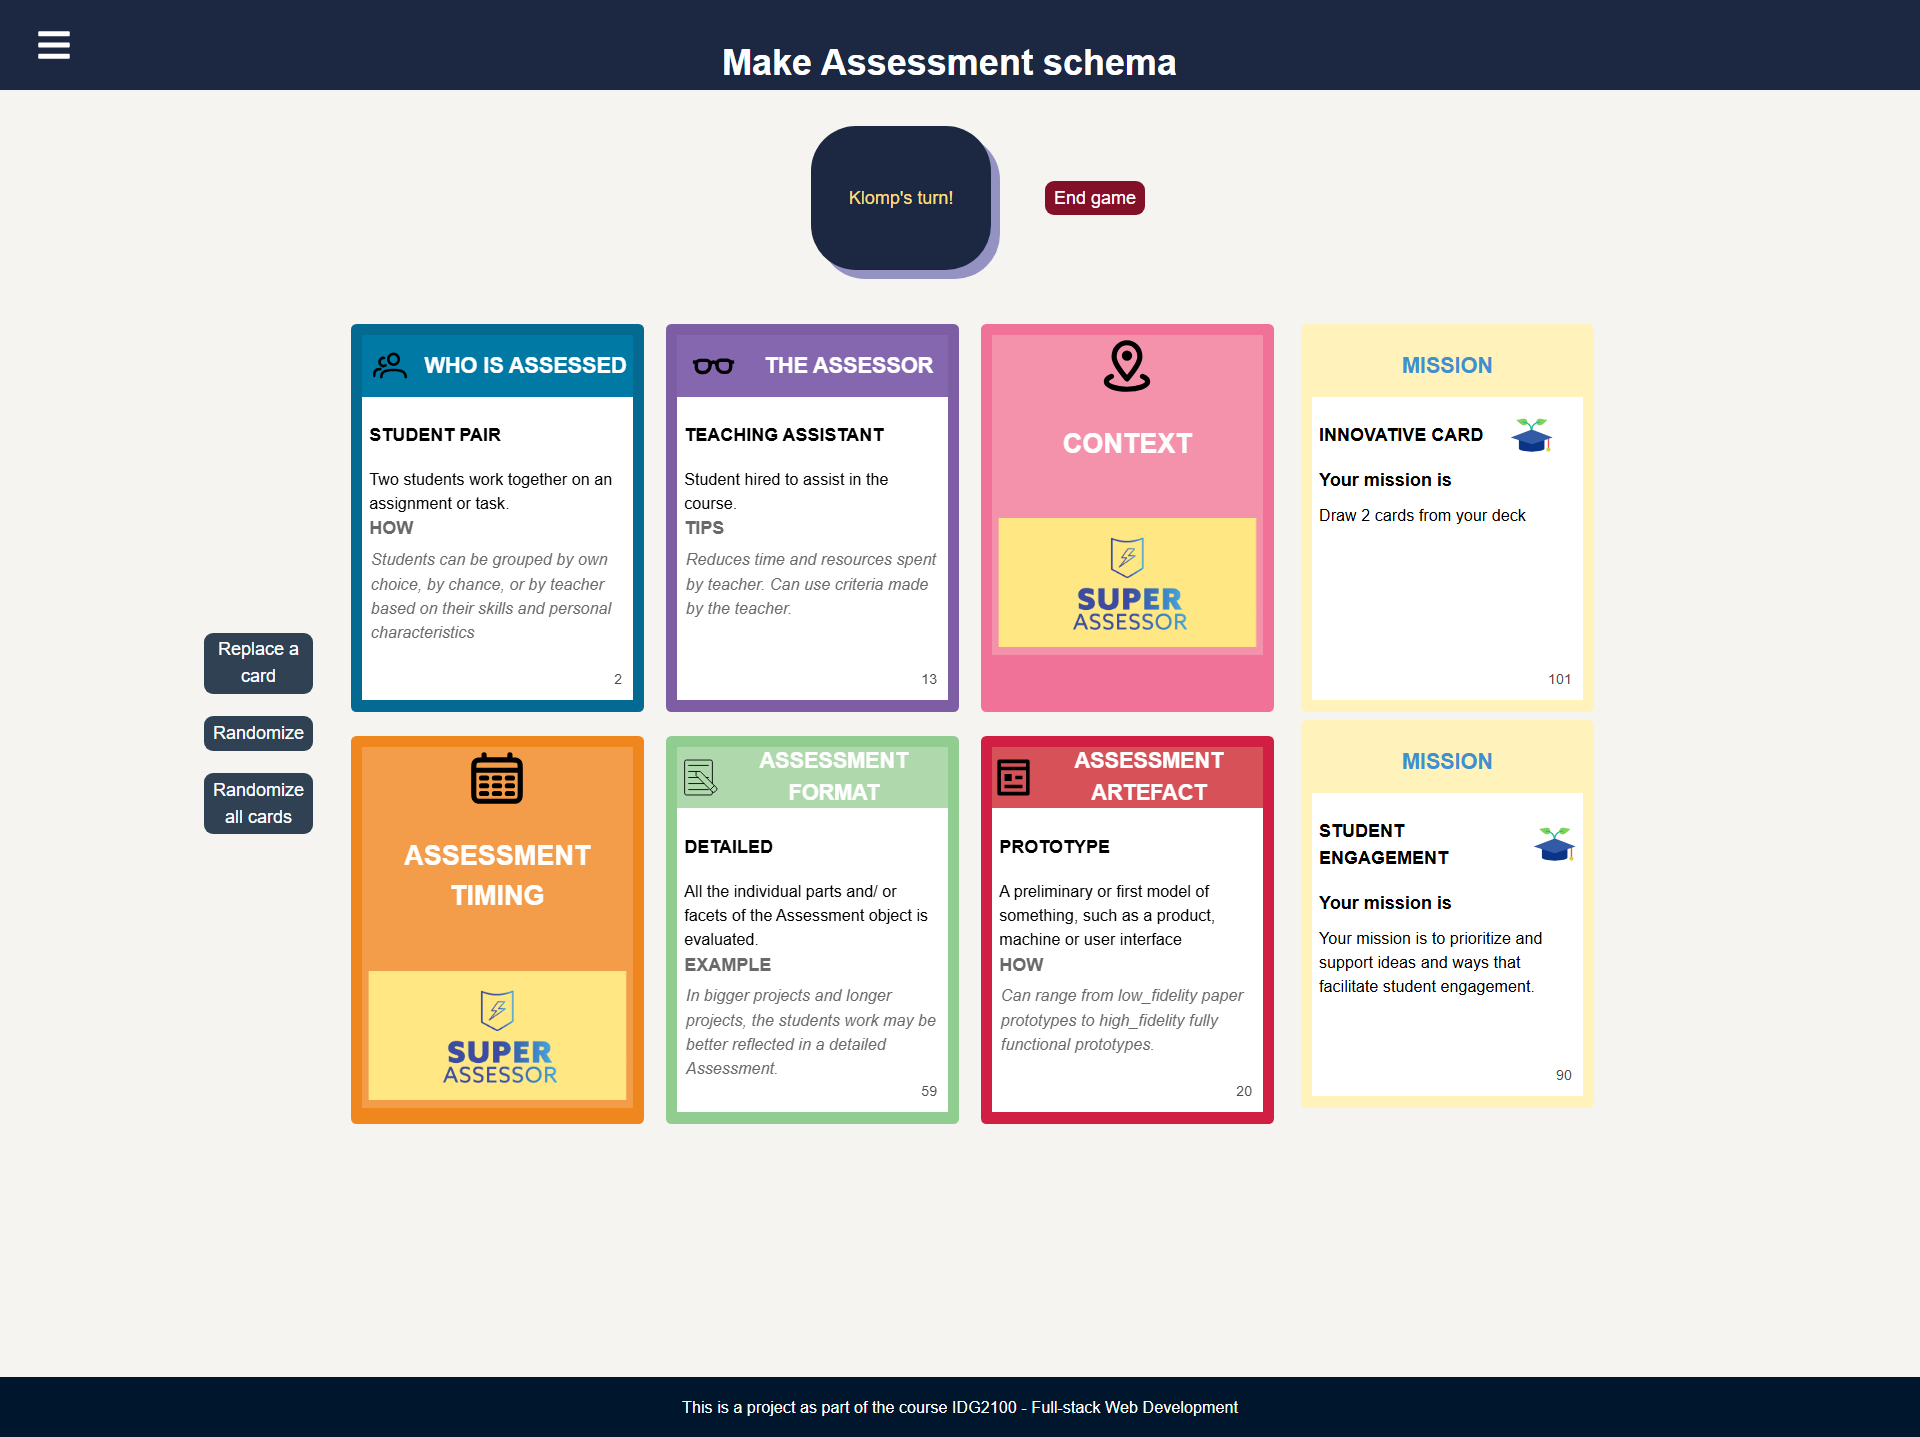 Make Assessment schema
Klomp's turn!
End game
WHO IS ASSESSED
STUDENT PAIR
Two students work together on an
assignment or task.
HOW
Students can be grouped by own
choice, by chance, or by teacher
based on their skills and personal
characteristics
2
THE ASSESSOR
TEACHING ASSISTANT
Student hired to assist in the
course.
TIPS
Reduces time and resources spent
by teacher. Can use criteria made
by the teacher.
13
CONTEXT
SUPER
ASSESSOR
MISSION
INNOVATIVE CARD
Your mission is
Draw 2 cards from your deck
101
Replace a
card
Randomize
Randomize
all cards
ASSESSMENT
TIMING
SUPER
ASSESSOR
ASSESSMENT
FORMAT
DETAILED
All the individual parts and/ or
facets of the Assessment object is
evaluated.
EXAMPLE
In bigger projects and longer
projects, the students work may be
better reflected in a detailed
Assessment.
59
ASSESSMENT
ARTEFACT
PROTOTYPE
A preliminary or first model of
something, such as a product,
machine or user interface
HOW
Can range from low_fidelity paper
prototypes to high_fidelity fully
functional prototypes.
20
MISSION
STUDENT
ENGAGEMENT
Your mission is
Your mission is to prioritize and
support ideas and ways that
facilitate student engagement.
90
This is a project as part of the course IDG2100 - Full-stack Web Development